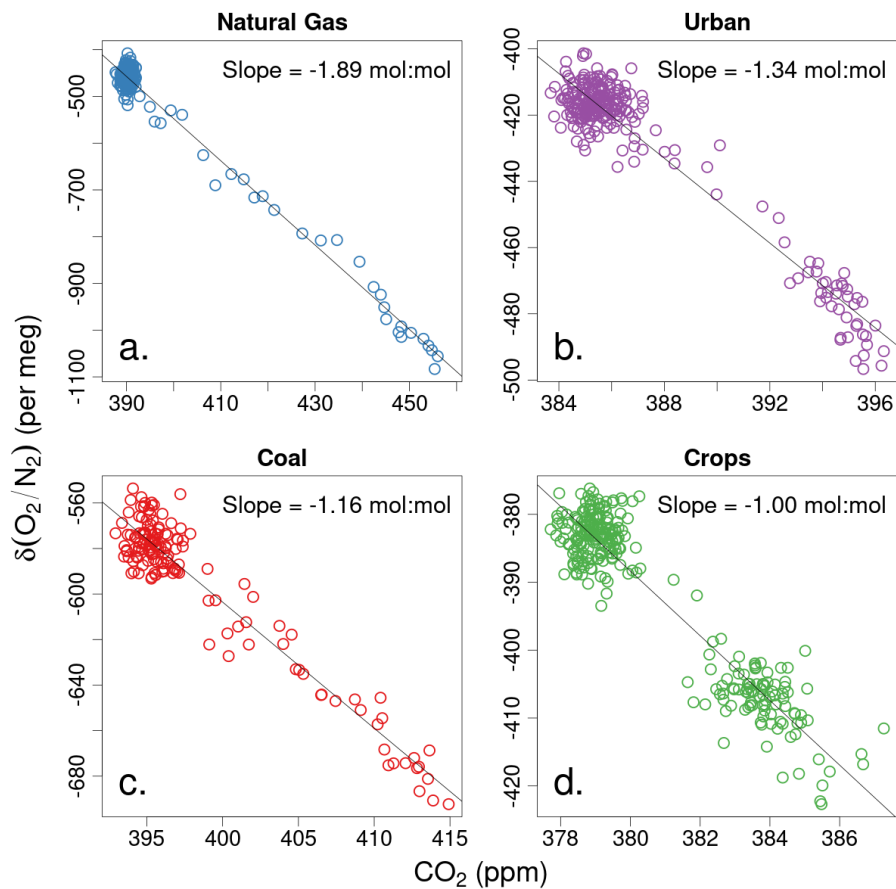 Natural Gas
Slope = -1.89 mol:mol
-500
-700
-900
-1100
a.
390
410
430
450
Urban
Slope = -1.34 mol:mol
-400
-420
-440
-460
-480
-500
b.
384
388
392
396
δ(O₂/N₂) (per meg)
Coal
Slope = -1.16 mol:mol
-560
-600
-640
-680
c.
395
400
405
410
415
Crops
Slope = -1.00 mol:mol
-380
-390
-400
-410
-420
d.
378
380
382
384
386
CO₂ (ppm)